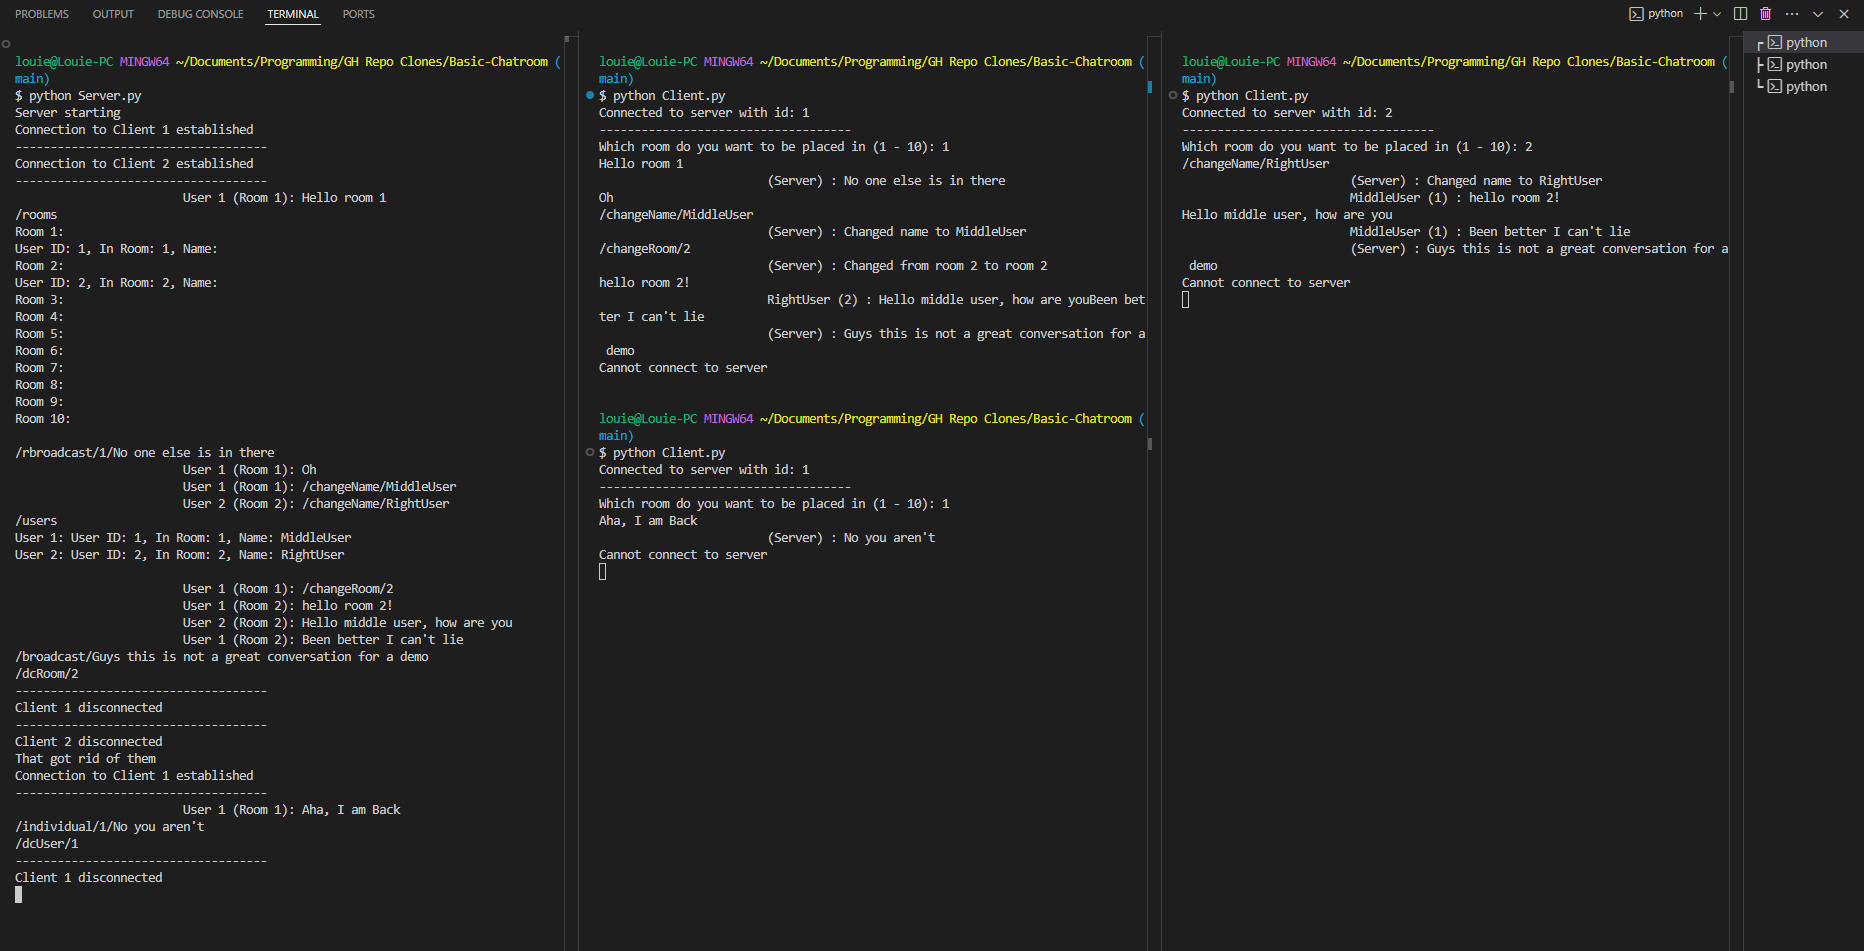 PROBLEMS OUTPUT DEBUG CONSOLE TERMINAL PORTS
python
louie@Louie-PC MINGW64 ~/Documents/Programming/GH Repo Clones/Basic-Chatroom (
main)
$ python Server.py
Server starting
Connection to Client 1 established
------------------------------------
Connection to Client 2 established
------------------------------------
User 1 (Room 1): Hello room 1
/rooms
Room 1:
User ID: 1, In Room: 1, Name:
Room 2:
User ID: 2, In Room: 2, Name:
Room 3:
Room 4:
Room 5:
Room 6:
Room 7:
Room 8:
Room 9:
Room 10:
/rbroadcast/1/No one else is in there
User 1 (Room 1): Oh
User 1 (Room 1): /changeName/MiddleUser
User 2 (Room 2): /changeName/RightUser
/users
User 1: User ID: 1, In Room: 1, Name: MiddleUser
User 2: User ID: 2, In Room: 2, Name: RightUser
User 1 (Room 1): /changeRoom/2
User 1 (Room 2): hello room 2!
User 2 (Room 2): Hello middle user, how are you
User 1 (Room 2): Been better I can't lie
/broadcast/Guys this is not a great conversation for a demo
/dcRoom/2
------------------------------------
Client 1 disconnected
------------------------------------
Client 2 disconnected
That got rid of them
Connection to Client 1 established
------------------------------------
User 1 (Room 1): Aha, I am Back
/individual/1/No you aren't
/dcUser/1
------------------------------------
Client 1 disconnected
louie@Louie-PC MINGW64 ~/Documents/Programming/GH Repo Clones/Basic-Chatroom (
main)
$ python Client.py
Connected to server with id: 1
------------------------------------
Which room do you want to be placed in (1 - 10): 1
Hello room 1
(Server) : No one else is in there
Oh
/changeName/MiddleUser
(Server) : Changed name to MiddleUser
/changeRoom/2
(Server) : Changed from room 2 to room 2
hello room 2!
RightUser (2) : Hello middle user, how are youBeen bet
ter I can't lie
(Server) : Guys this is not a great conversation for a
demo
Cannot connect to server
louie@Louie-PC MINGW64 ~/Documents/Programming/GH Repo Clones/Basic-Chatroom (
main)
$ python Client.py
Connected to server with id: 1
------------------------------------
Which room do you want to be placed in (1 - 10): 1
Aha, I am Back
(Server) : No you aren't
Cannot connect to server
louie@Louie-PC MINGW64 ~/Documents/Programming/GH Repo Clones/Basic-Chatroom (
main)
$ python Client.py
Connected to server with id: 2
------------------------------------
Which room do you want to be placed in (1 - 10): 2
/changeName/RightUser
(Server) : Changed name to RightUser
MiddleUser (1) : hello room 2!
Hello middle user, how are you
MiddleUser (1) : Been better I can't lie
(Server) : Guys this is not a great conversation for a
demo
Cannot connect to server
python
python
python